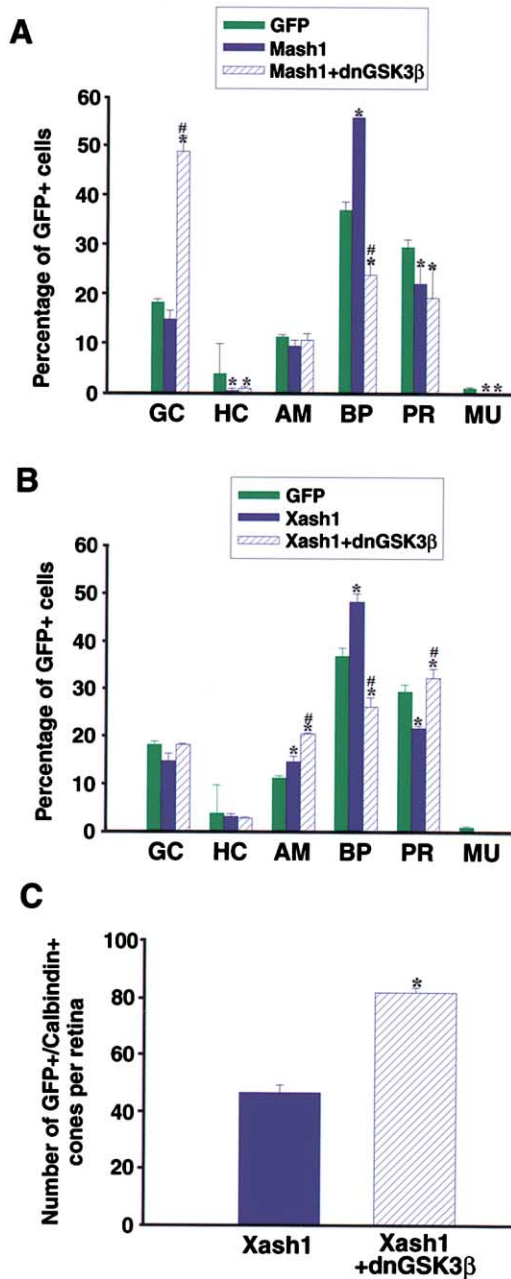 A
GFP
Mash1
Mash1+dnGSK3β
Percentage of GFP+ cells
60
50
40
30
20
10
0
#
*
* *
*
#
*
* *
**
GC HC AM BP PR MU
B
GFP
Xash1
Xash1+dnGSK3β
Percentage of GFP+ cells
60
50
40
30
20
10
0
*
#
*
*
#
*
*
#
*
GC HC AM BP PR MU
C
Number of GFP+/Calbindin+
cones per retina
100
80
60
40
20
0
*
Xash1
Xash1
+dnGSK3β